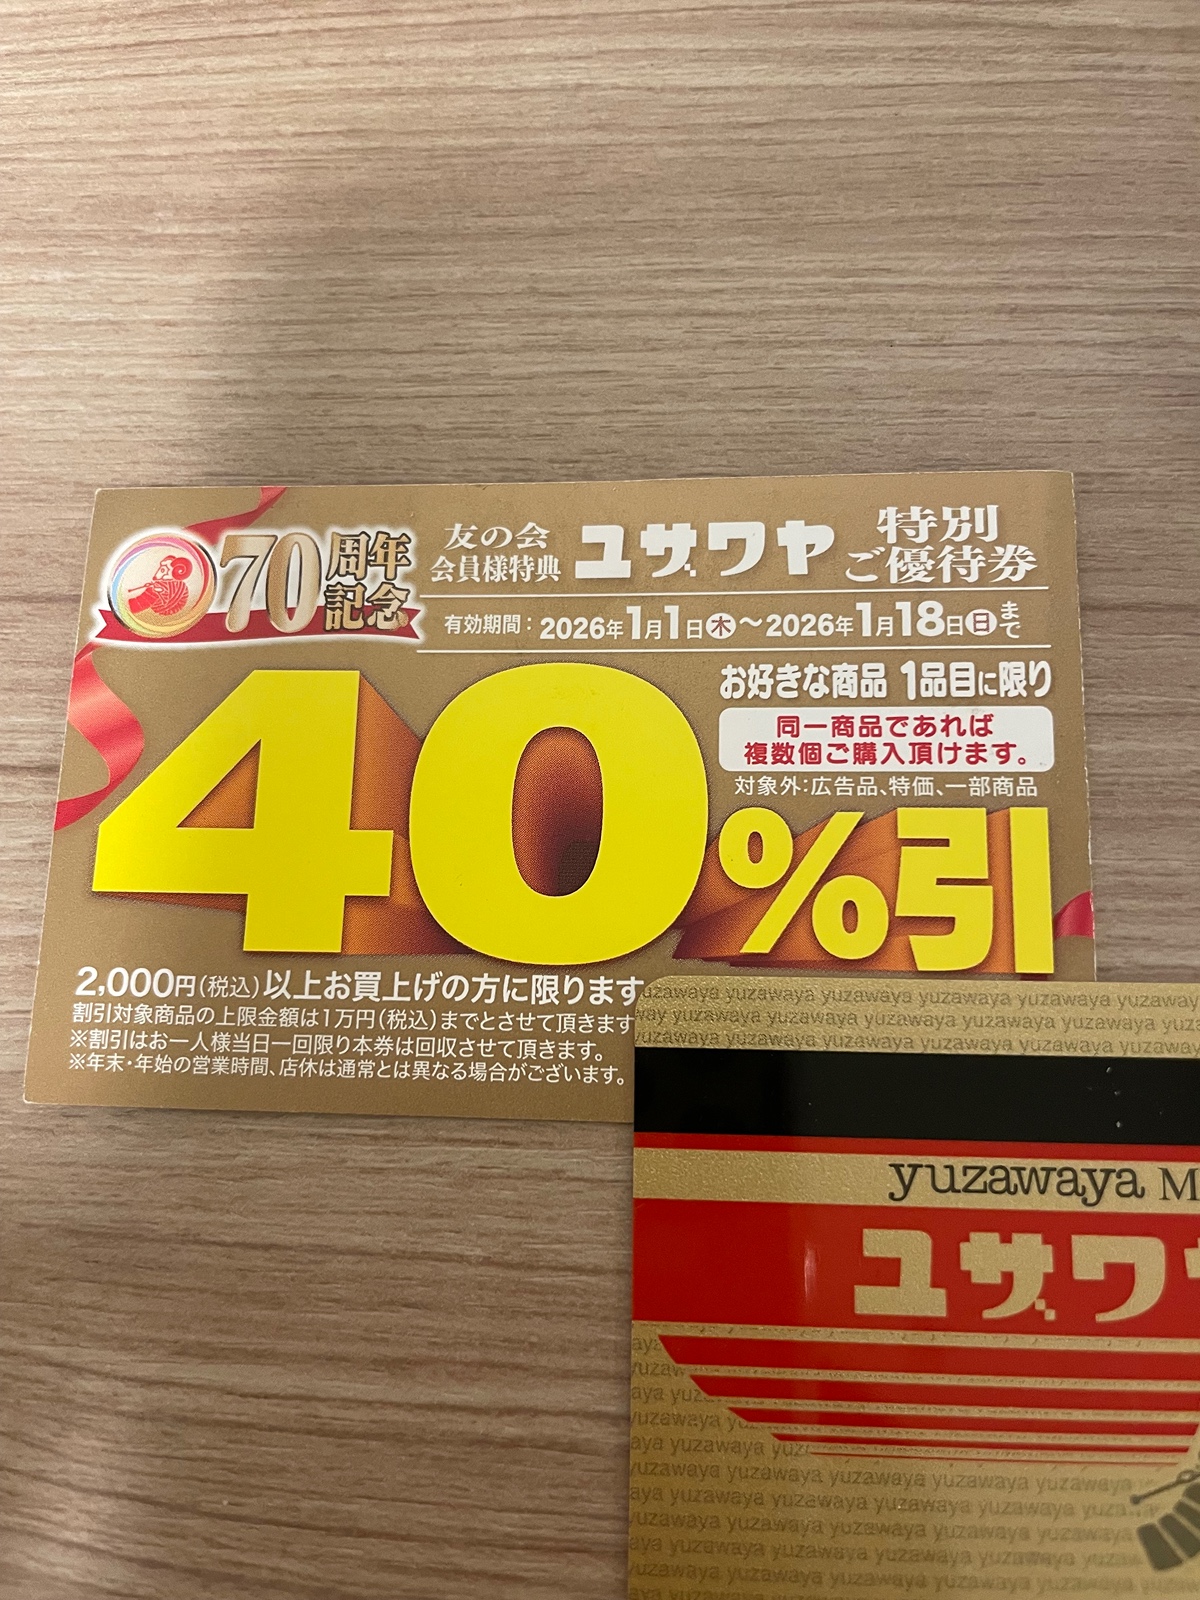 70周年記念
友の会
会員様特典
ユザワヤ
特別
ご優待券
有効期間：2026年1月1日㊍〜2026年1月18日㊐まで
お好きな商品 1品目に限り
同一商品であれば
複数個ご購入頂けます。
対象外:広告品、特価、一部商品
40%引
2,000円(税込)以上お買上げの方に限ります
割引対象商品の上限金額は1万円(税込)までとさせて頂きます
※割引はお一人様当日一回限り本券は回収させて頂きます。
※年末・年始の営業時間、店休は通常とは異なる場合がございます。
yuzawaya yuzawaya yuzawaya yuzawaya yuzawaya yuzawaya
yuzawaya M
ユザワヤ